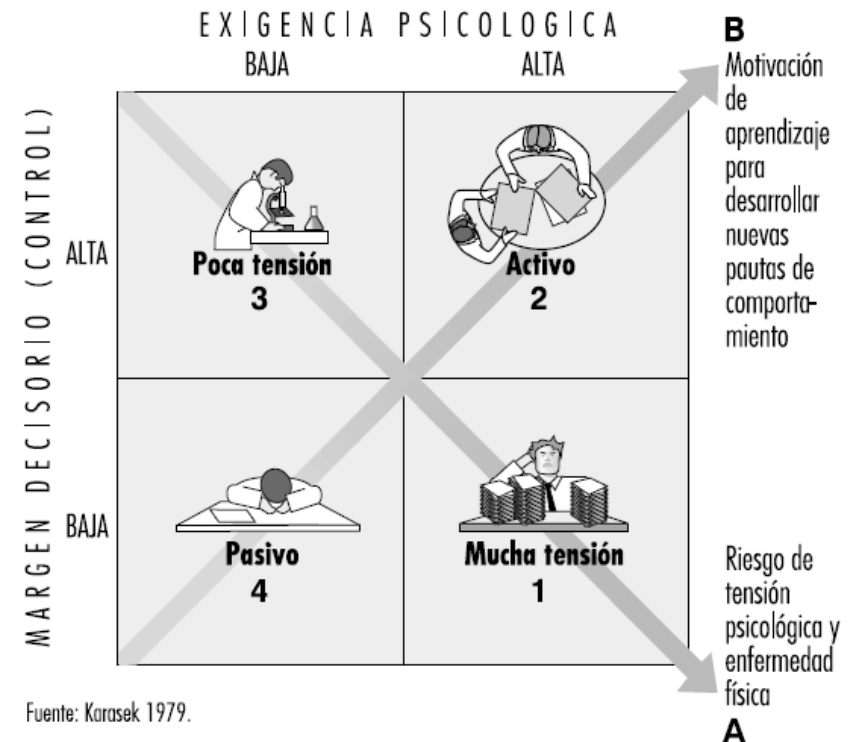 EXIGENCIA PSICOLOGICA
BAJA
ALTA
B
Motivación
de
aprendizaje
para
desarrollar
nuevas
pautas de
comporta-
miento
MARGEN DECISORIO (CONTROL)
ALTA
Poca tensión
3
Activo
2
BAJA
Pasivo
4
Mucha tensión
1
Riesgo de
tensión
psicológica y
enfermedad
física
A
Fuente: Karasek 1979.